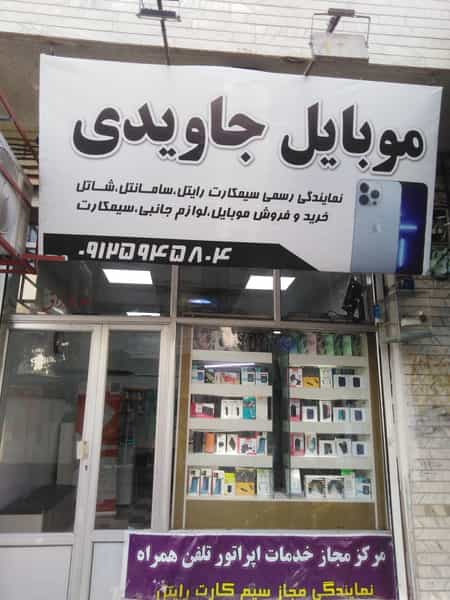 موبایل جاویدی
نمایندگی رسمی سیمکارت رایتل،سامانتل،شاتل
خرید و فروش موبایل،لوازم جانبی،سیمکارت
۰۹۱۲۵۹۴۵۸۰۴
مرکز مجاز خدمات اپراتور تلفن همراه
نمایندگی مجاز سیم کارت رایتل